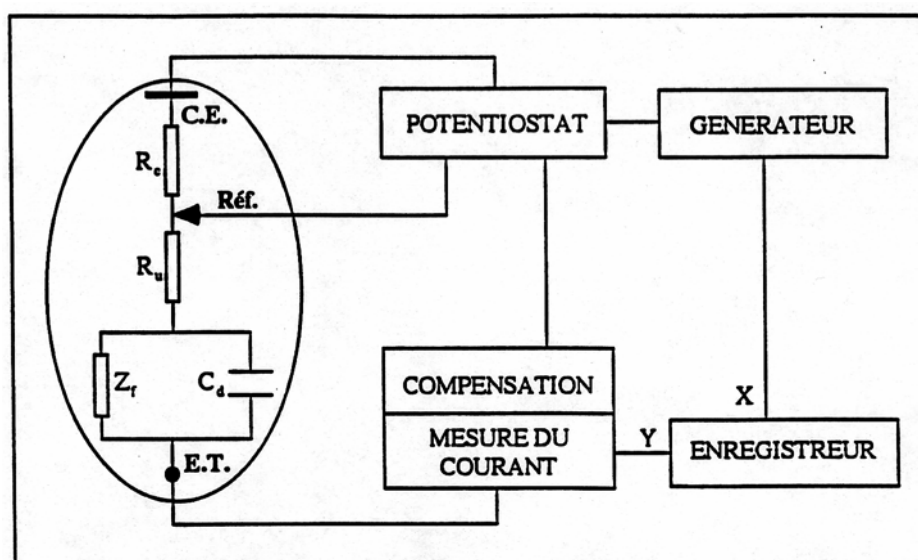 C.E.
POTENTIOSTAT
GENERATEUR
Rc
Réf.
Ru
Zf
Cd
COMPENSATION
X
MESURE DU
COURANT
Y
ENREGISTREUR
E.T.